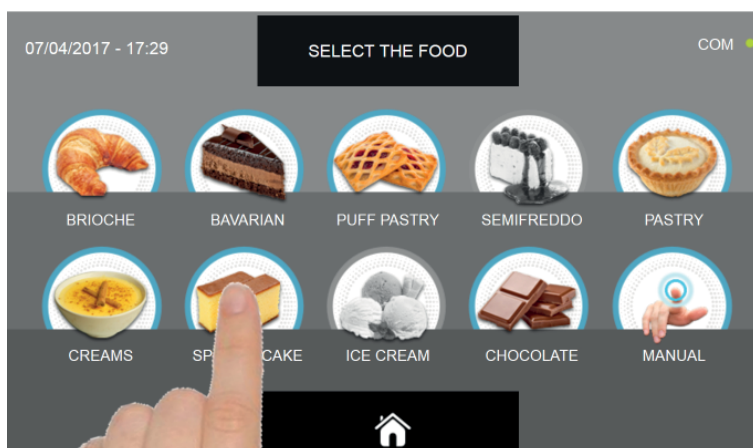 07/04/2017 - 17:29
SELECT THE FOOD
COM
BRIOCHE
BAVARIAN
PUFF PASTRY
SEMIFREDDO
PASTRY
CREAMS
CAKE
ICE CREAM
CHOCOLATE
MANUAL